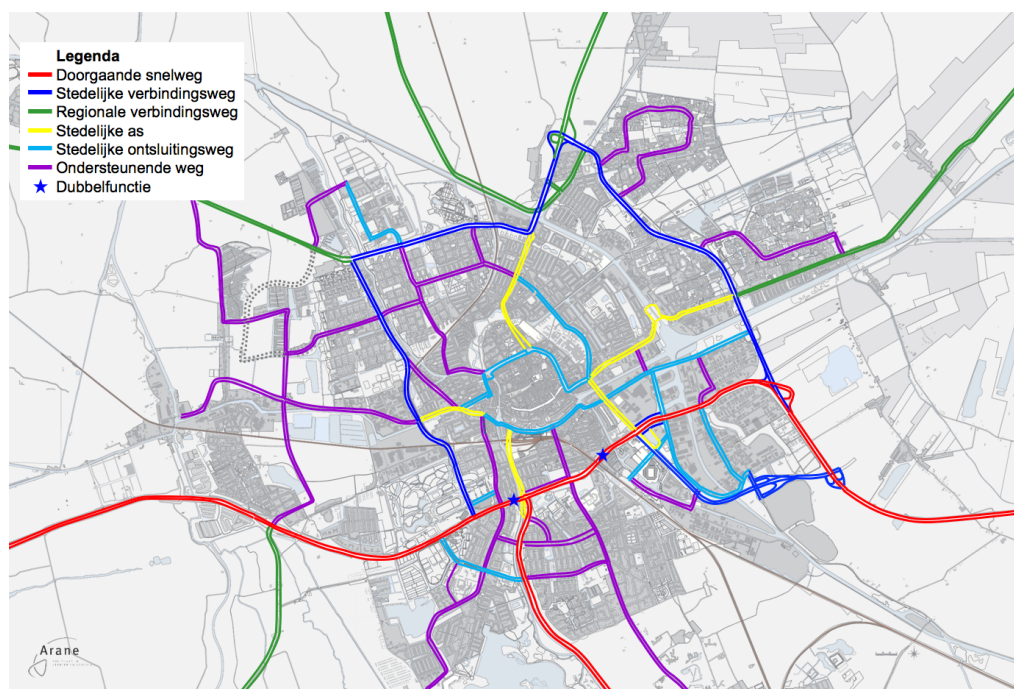 Legenda
Doorgaande snelweg
Stedelijke verbindingsweg
Regionale verbindingsweg
Stedelijke as
Stedelijke ontsluitingsweg
Ondersteunende weg
Dubbelfunctie
Arane